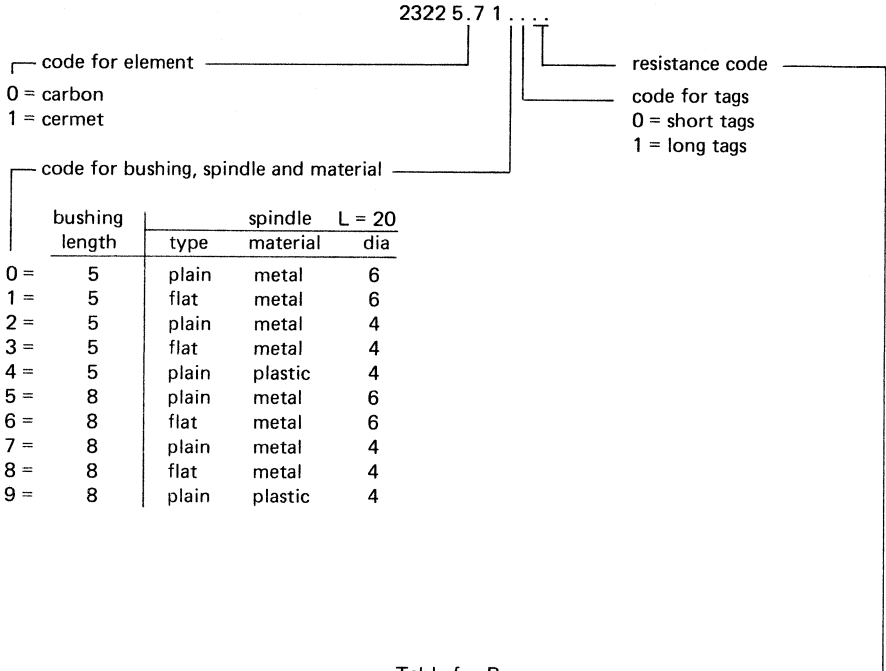 2322 5.7 1 . . . .
code for element
0 = carbon
1 = cermet
resistance code
code for tags
0 = short tags
1 = long tags
code for bushing, spindle and material
bushing length spindle L = 20
type material dia
0 = 5 plain metal 6
1 = 5 flat metal 6
2 = 5 plain metal 4
3 = 5 flat metal 4
4 = 5 plain plastic 4
5 = 8 plain metal 6
6 = 8 flat metal 6
7 = 8 plain metal 4
8 = 8 flat metal 4
9 = 8 plain plastic 4